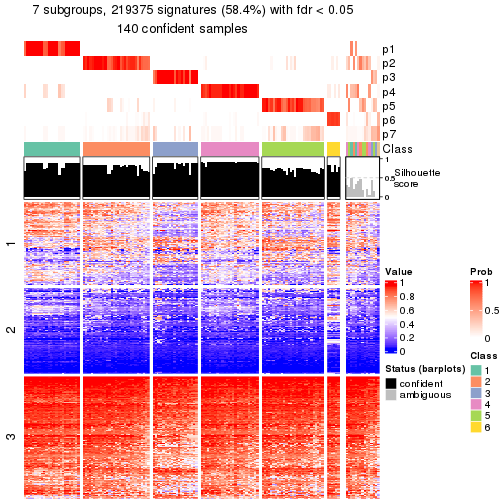 7 subgroups, 219375 signatures (58.4%) with fdr < 0.05
140 confident samples
p1
p2
p3
p4
p5
p6
p7
Class
1
0.5
0
Silhouette
score
1
2
3
Value
1
0.8
0.6
0.4
0.2
0
Prob
1
0.5
0
Status (barplots)
confident
ambiguous
Class
1
2
3
4
5
6